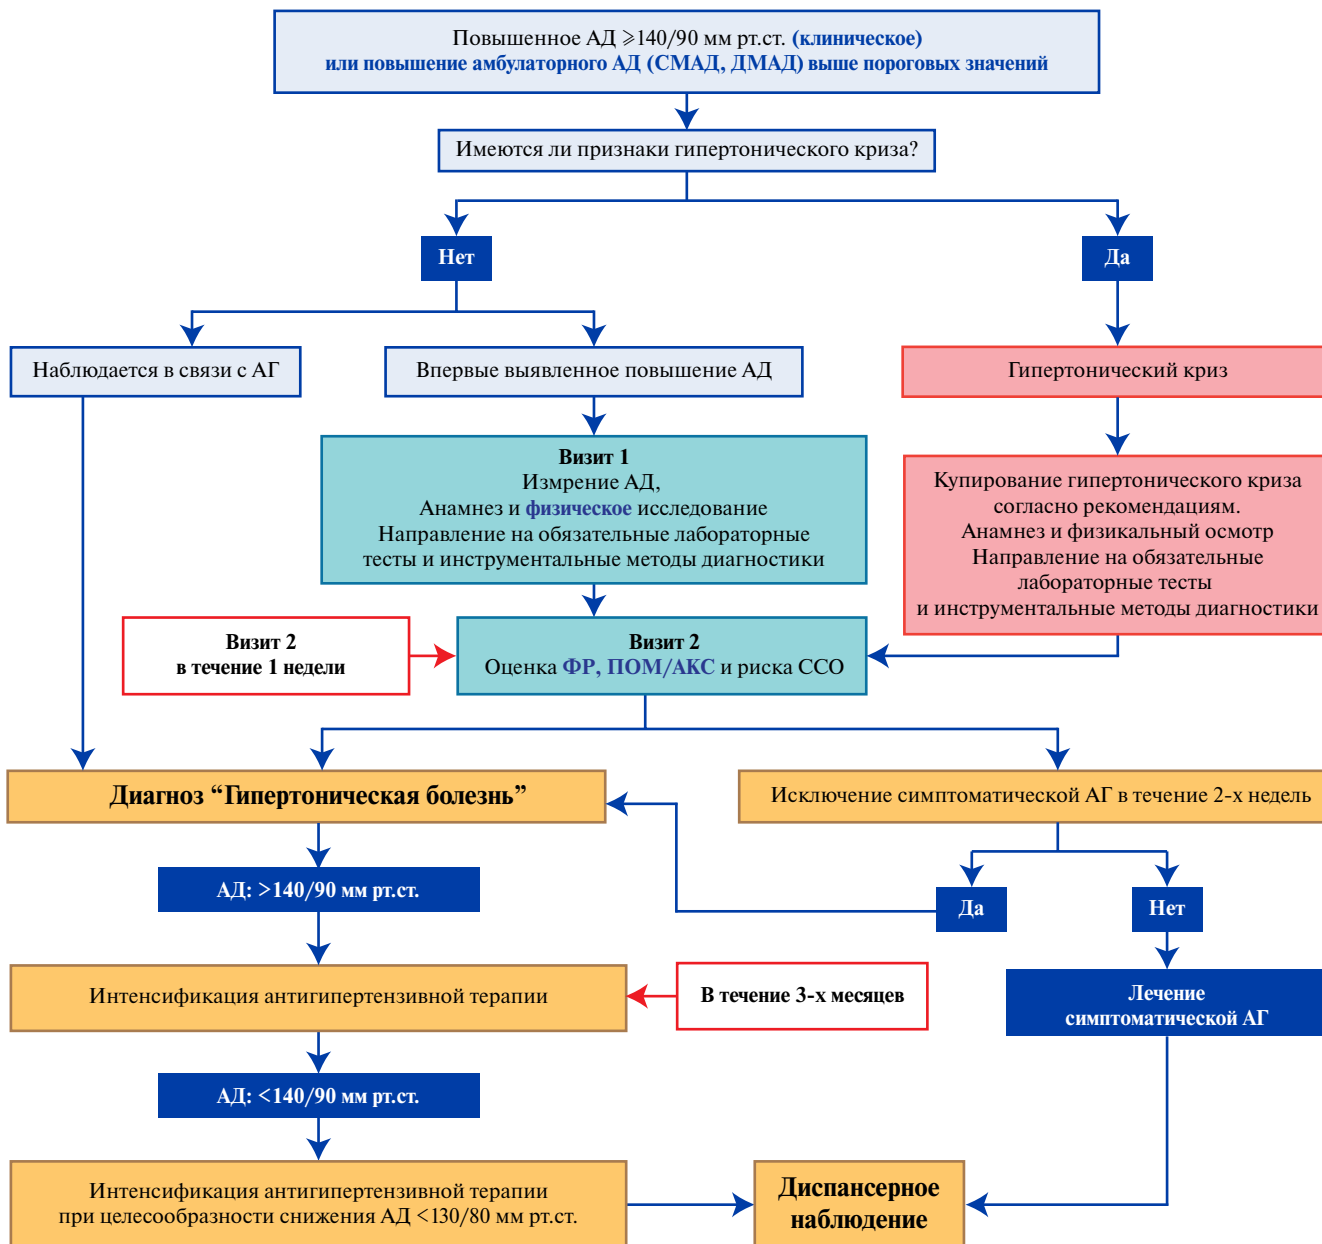 Повышенное АД ≥140/90 мм рт.ст. (клиническое)
или повышение амбулаторного АД (СМАД, ДМАД) выше пороговых значений
Имеются ли признаки гипертонического криза?
Нет
Да
Наблюдается в связи с АГ
Впервые выявленное повышение АД
Гипертонический криз
Визит 1
Измрение АД,
Анамнез и физическое исследование
Направление на обязательные лабораторные
тесты и инструментальные методы диагностики
Купирование гипертонического криза
согласно рекомендациям.
Анамнез и физикальный осмотр
Направление на обязательные
лабораторные тесты
и инструментальные методы диагностики
Визит 2
в течение 1 недели
Визит 2
Оценка ФР, ПОМ/АКС и риска ССО
Диагноз “Гипертоническая болезнь”
Исключение симптоматической АГ в течение 2-х недель
АД: >140/90 мм рт.ст.
Да
Нет
Интенсификация антигипертензивной терапии
В течение 3-х месяцев
Лечение
симптоматической АГ
АД: <140/90 мм рт.ст.
Интенсификация антигипертензивной терапии
при целесообразности снижения АД <130/80 мм рт.ст.
Диспансерное
наблюдение